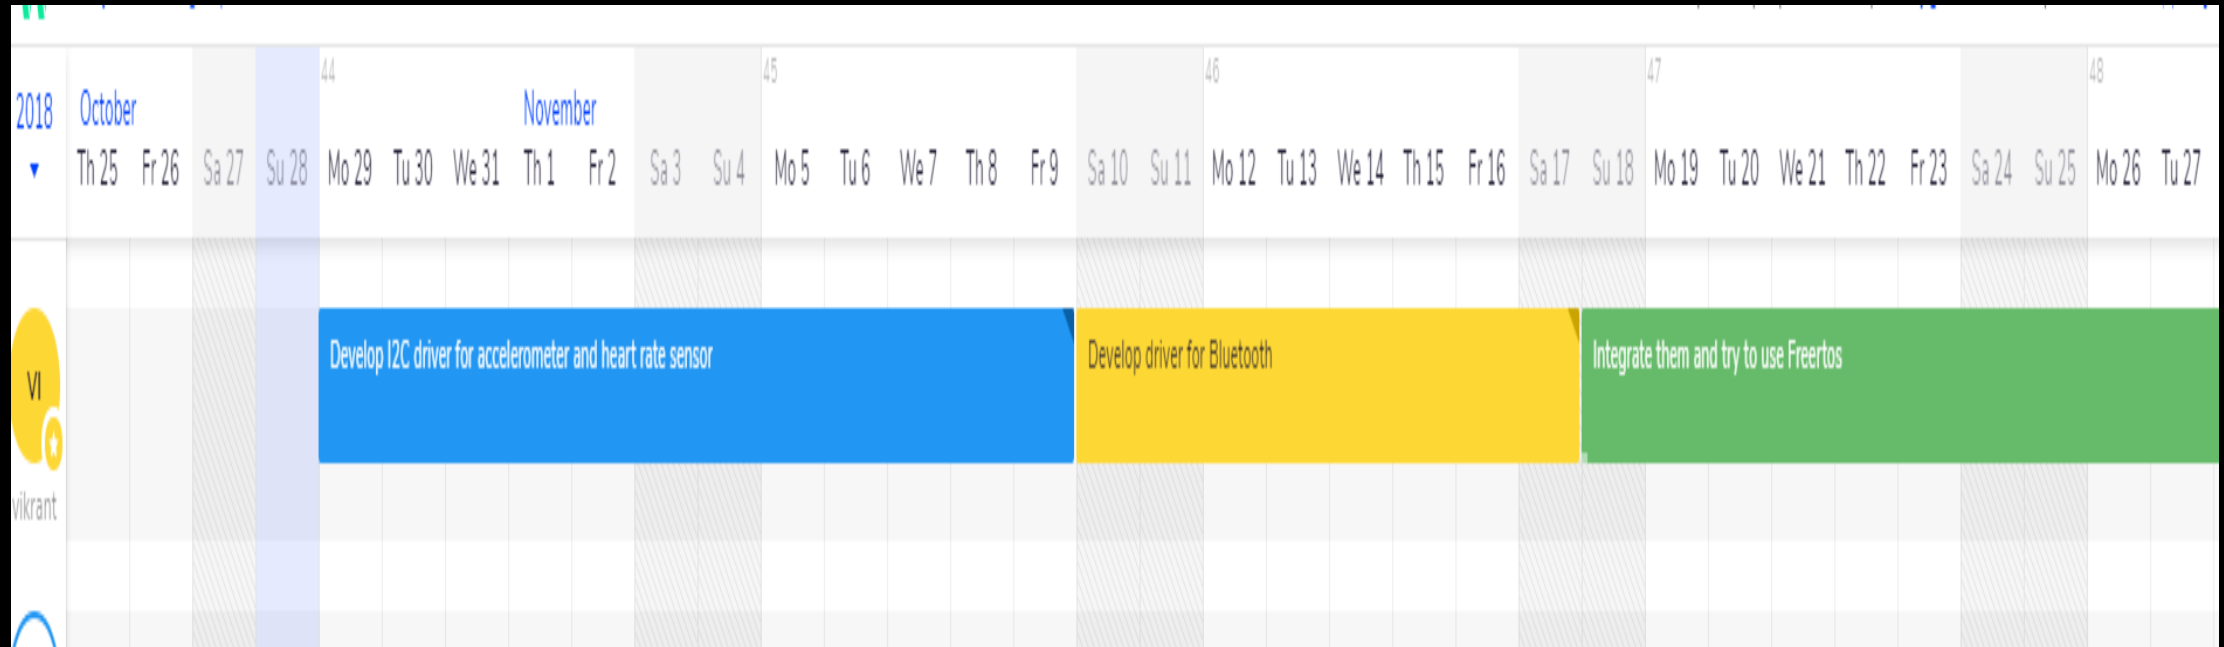 44 45 46 47 48
2018 October November
Th 25 Fr 26 Sa 27 Su 28 Mo 29 Tu 30 We 31 Th 1 Fr 2 Sa 3 Su 4 Mo 5 Tu 6 We 7 Th 8 Fr 9 Sa 10 Su 11 Mo 12 Tu 13 We 14 Th 15 Fr 16 Sa 17 Su 18 Mo 19 Tu 20 We 21 Th 22 Fr 23 Sa 24 Su 25 Mo 26 Tu 27
Develop I2C driver for accelerometer and heart rate sensor Develop driver for Bluetooth Integrate them and try to use Freertos
VI
vikrant